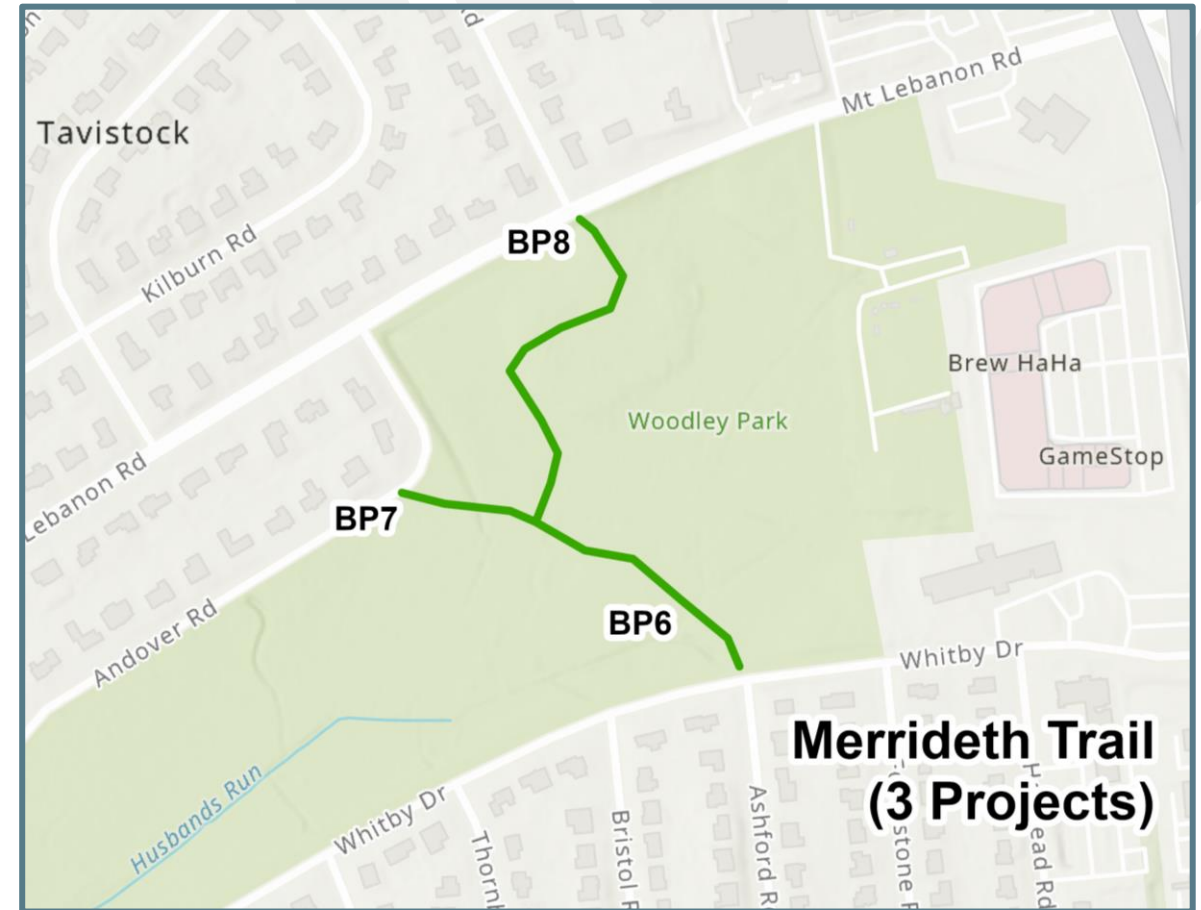 Tavistock
Mt Lebanon Rd
Kilburn Rd
BP8
Brew HaHa
Woodley Park
GameStop
Lebanon Rd
BP7
Andover Rd
BP6
Whitby Dr
Merrideth Trail
(3 Projects)
Husbands Run
Whitby Dr
Bristol
Ashford R